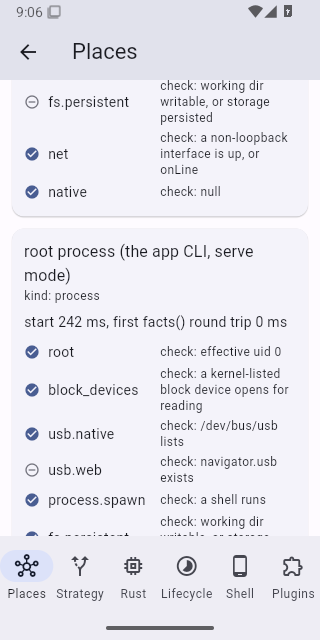 9:06
Places
fs.persistent
check: working dir
writable, or storage
persisted
net
check: a non-loopback
interface is up, or
onLine
native
check: null
root process (the app CLI, serve
mode)
kind: process
start 242 ms, first facts() round trip 0 ms
root
check: effective uid 0
block_devices
check: a kernel-listed
block device opens for
reading
usb.native
check: /dev/bus/usb
lists
usb.web
check: navigator.usb
exists
process.spawn
check: a shell runs
fs.persistent
check: working dir
writable, or storage
Places Strategy Rust Lifecycle Shell Plugins